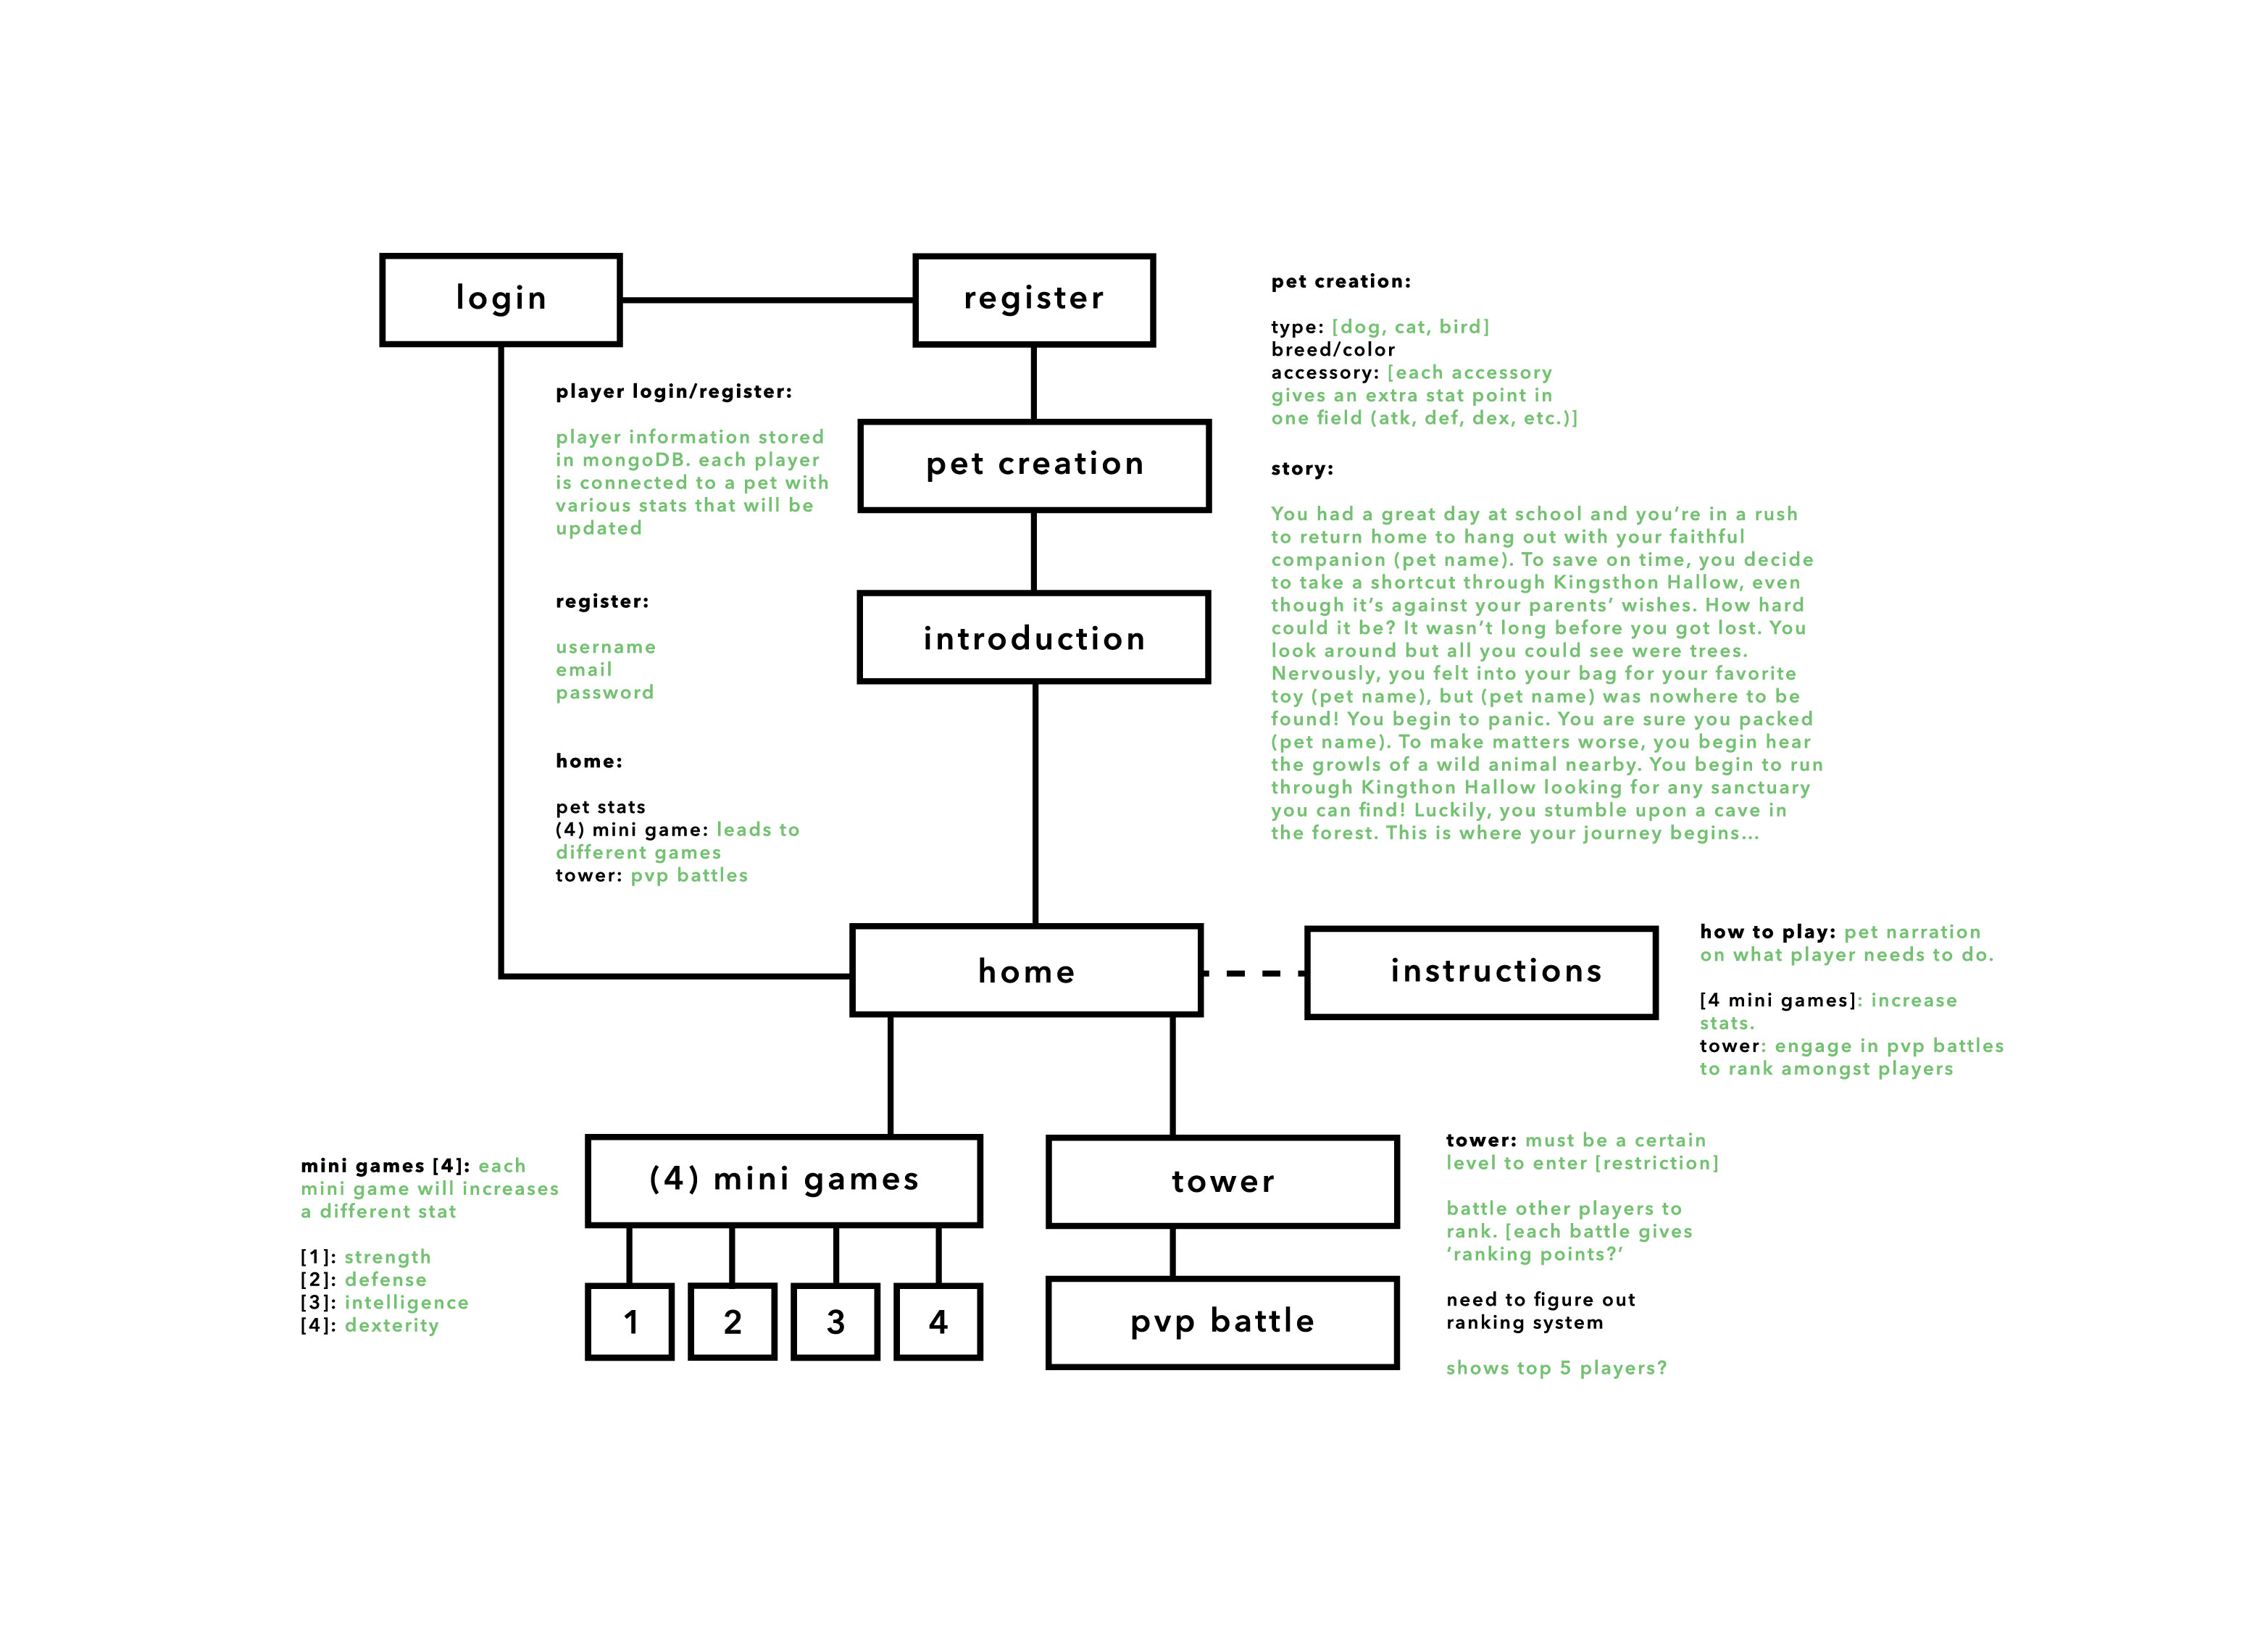 login
register
player login/register:
player information stored
in mongoDB. each player
is connected to a pet with
various stats that will be
updated
register:
username
email
password
home:
pet stats
(4) mini game: leads to
different games
tower: pvp battles
pet creation
introduction
pet creation:
type: [dog, cat, bird]
breed/color
accessory: [each accessory
gives an extra stat point in
one field (atk, def, dex, etc.)]
story:
You had a great day at school and you’re in a rush
to return home to hang out with your faithful
companion (pet name). To save on time, you decide
to take a shortcut through Kingsthon Hallow, even
though it’s against your parents’ wishes. How hard
could it be? It wasn’t long before you got lost. You
look around but all you could see were trees.
Nervously, you felt into your bag for your favorite
toy (pet name), but (pet name) was nowhere to be
found! You begin to panic. You are sure you packed
(pet name). To make matters worse, you begin hear
the growls of a wild animal nearby. You begin to run
through Kingthon Hallow looking for any sanctuary
you can find! Luckily, you stumble upon a cave in
the forest. This is where your journey begins...
home
instructions
how to play: pet narration
on what player needs to do.
[4 mini games]: increase
stats.
tower: engage in pvp battles
to rank amongst players
mini games [4]: each
mini game will increases
a different stat
[1]: strength
[2]: defense
[3]: intelligence
[4]: dexterity
(4) mini games
1
2
3
4
tower
pvp battle
tower: must be a certain
level to enter [restriction]
battle other players to
rank. [each battle gives
‘ranking points?’
need to figure out
ranking system
shows top 5 players?